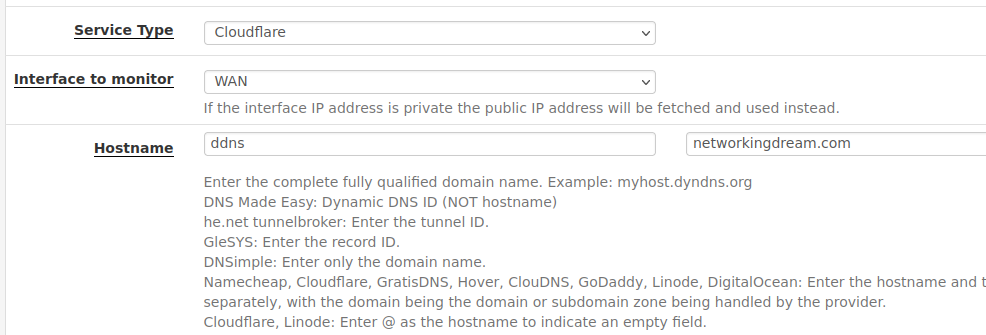 Service Type
Cloudflare
Interface to monitor
WAN
If the interface IP address is private the public IP address will be fetched and used instead.
Hostname
ddns
networkingdream.com
Enter the complete fully qualified domain name. Example: myhost.dyndns.org
DNS Made Easy: Dynamic DNS ID (NOT hostname)
he.net tunnelbroker: Enter the tunnel ID.
GleSYS: Enter the record ID.
DNSimple: Enter only the domain name.
Namecheap, Cloudflare, GratisDNS, Hover, ClouDNS, GoDaddy, Linode, DigitalOcean: Enter the hostname and t
separately, with the domain being the domain or subdomain zone being handled by the provider.
Cloudflare, Linode: Enter @ as the hostname to indicate an empty field.